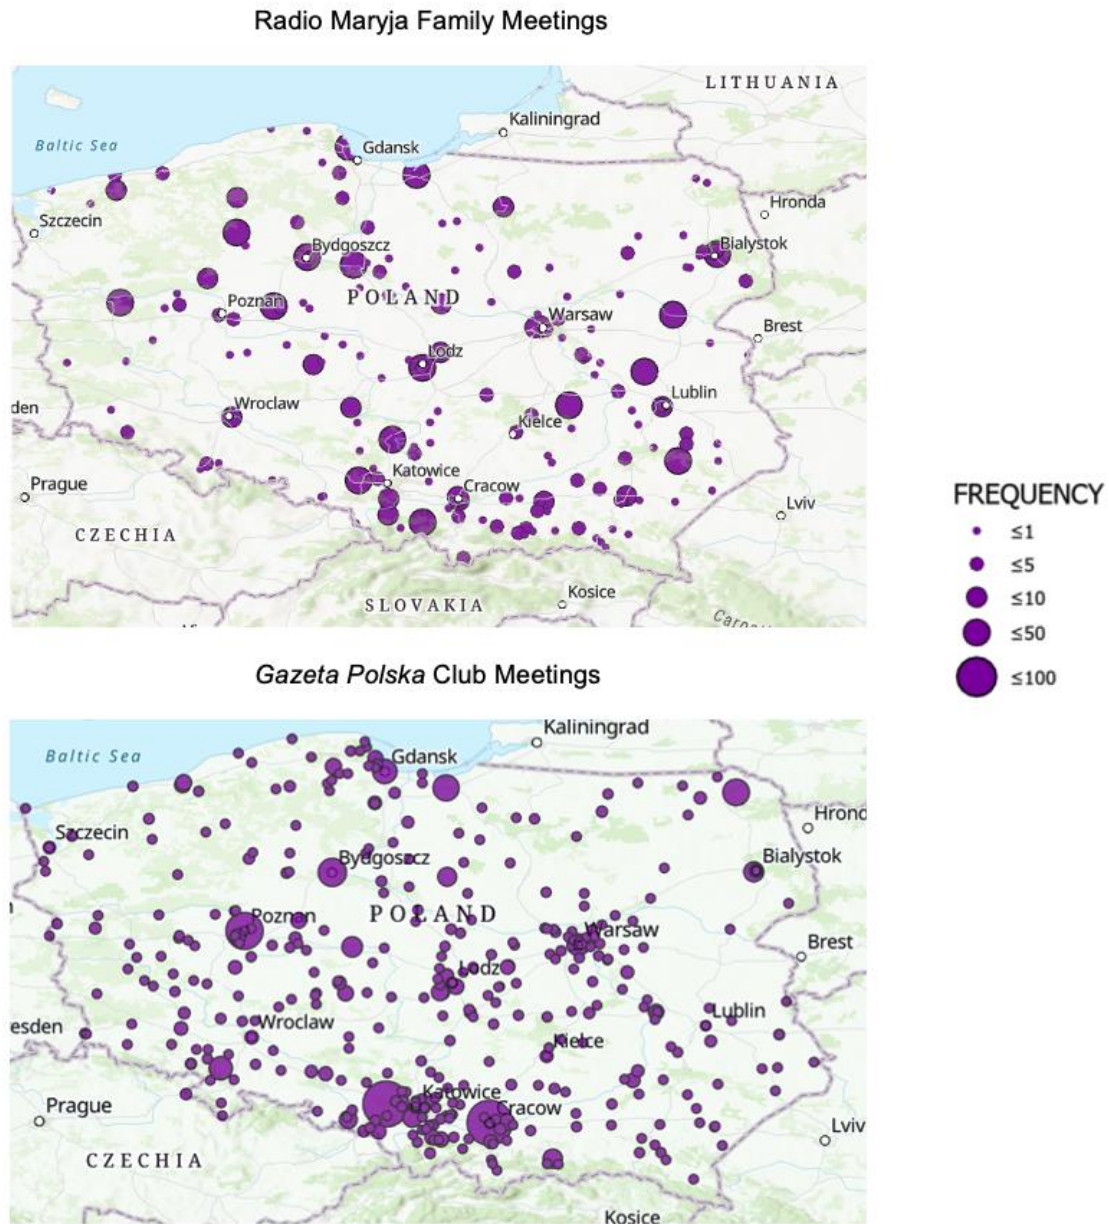 Radio Maryja Family Meetings
LITHUANIA
Kaliningrad
Baltic Sea
Gdansk
Hronda
Szczecin
Bydgoszcz
Bialystok
POLAND
Poznan
Warsaw
Brest
Lodz
Lublin
den
Wroclaw
Kielce
Katowice
Prague
Cracow
Lviv
CZECHIA
Kosice
SLOVAKIA
FREQUENCY
≤1
≤5
≤10
≤50
≤100
Gazeta Polska Club Meetings
Kaliningrad
Baltic Sea
Gdansk
Hrond
Szczecin
Bydgoszcz
Bialystok
POLAND
Poznan
Warsaw
Brest
Lodz
Lublin
esden
Wroclaw
Kielce
Katowice
Prague
Cracow
Lviv
CZECHIA
Kosice